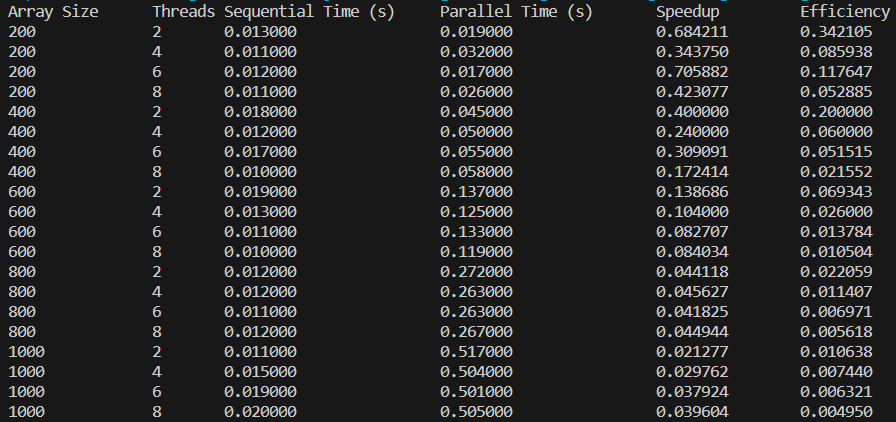 Array Size Threads Sequential Time (s) Parallel Time (s) Speedup Efficiency
200 2 0.013000 0.019000 0.684211 0.342105
200 4 0.011000 0.032000 0.343750 0.085938
200 6 0.012000 0.017000 0.705882 0.117647
200 8 0.011000 0.026000 0.423077 0.052885
400 2 0.018000 0.045000 0.400000 0.200000
400 4 0.012000 0.050000 0.240000 0.060000
400 6 0.017000 0.055000 0.309091 0.051515
400 8 0.010000 0.058000 0.172414 0.021552
600 2 0.019000 0.137000 0.138686 0.069343
600 4 0.013000 0.125000 0.104000 0.026000
600 6 0.011000 0.133000 0.082707 0.013784
600 8 0.010000 0.119000 0.084034 0.010504
800 2 0.012000 0.272000 0.044118 0.022059
800 4 0.012000 0.263000 0.045627 0.011407
800 6 0.011000 0.263000 0.041825 0.006971
800 8 0.012000 0.267000 0.044944 0.005618
1000 2 0.011000 0.517000 0.021277 0.010638
1000 4 0.015000 0.504000 0.029762 0.007440
1000 6 0.019000 0.501000 0.037924 0.006321
1000 8 0.020000 0.505000 0.039604 0.004950